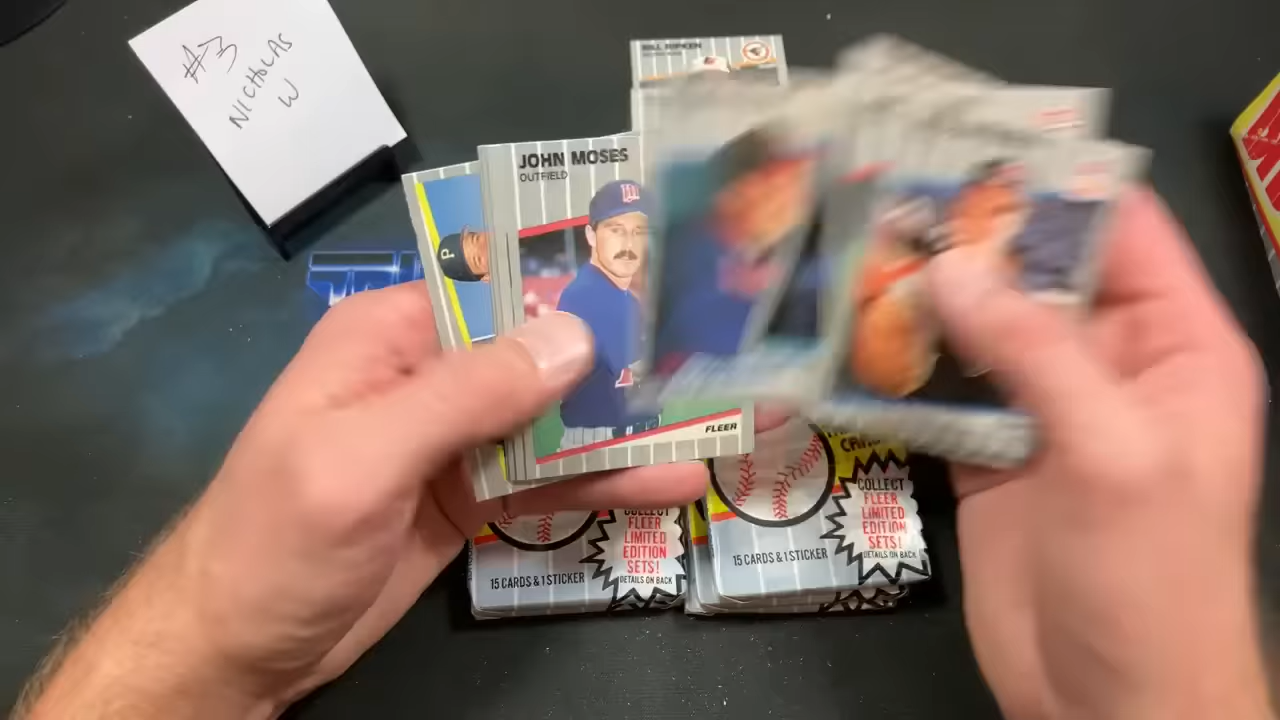 #3
NICHOLAS
W
BILL RIPKEN
JOHN MOSES
OUTFIELD
P
FLEER
COLLECT
FLEER
LIMITED
EDITION
SETS!
DETAILS ON BACK
15 CARDS & 1 STICKER
COLLECT
FLEER
LIMITED
EDITION
SETS!
DETAILS ON BACK
15 CARDS & 1 STICKER